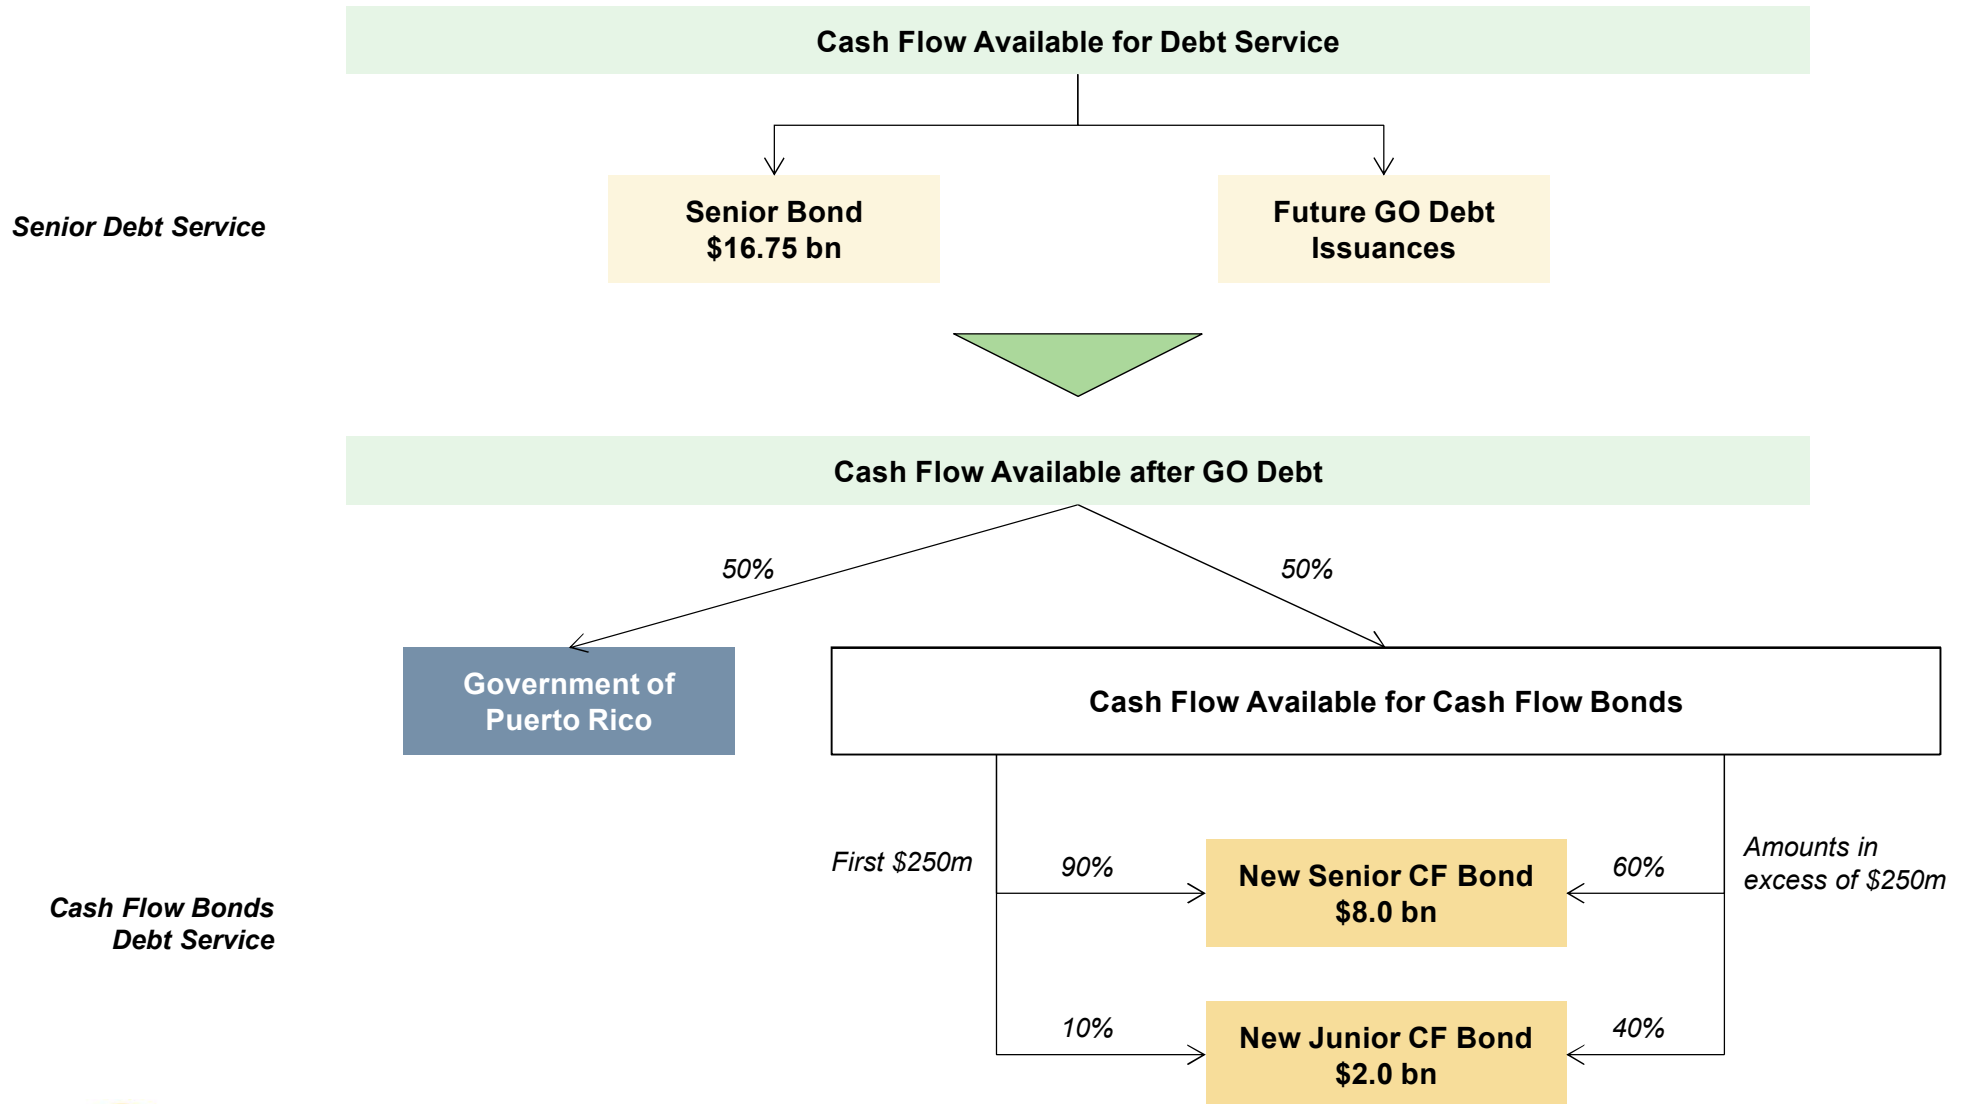 Cash Flow Available for Debt Service
Senior Debt Service
Senior Bond
$16.75 bn
Future GO Debt
Issuances
Cash Flow Available after GO Debt
50%
50%
Government of
Puerto Rico
Cash Flow Available for Cash Flow Bonds
First $250m
90%
New Senior CF Bond
$8.0 bn
60%
Amounts in
excess of $250m
Cash Flow Bonds
Debt Service
10%
New Junior CF Bond
$2.0 bn
40%